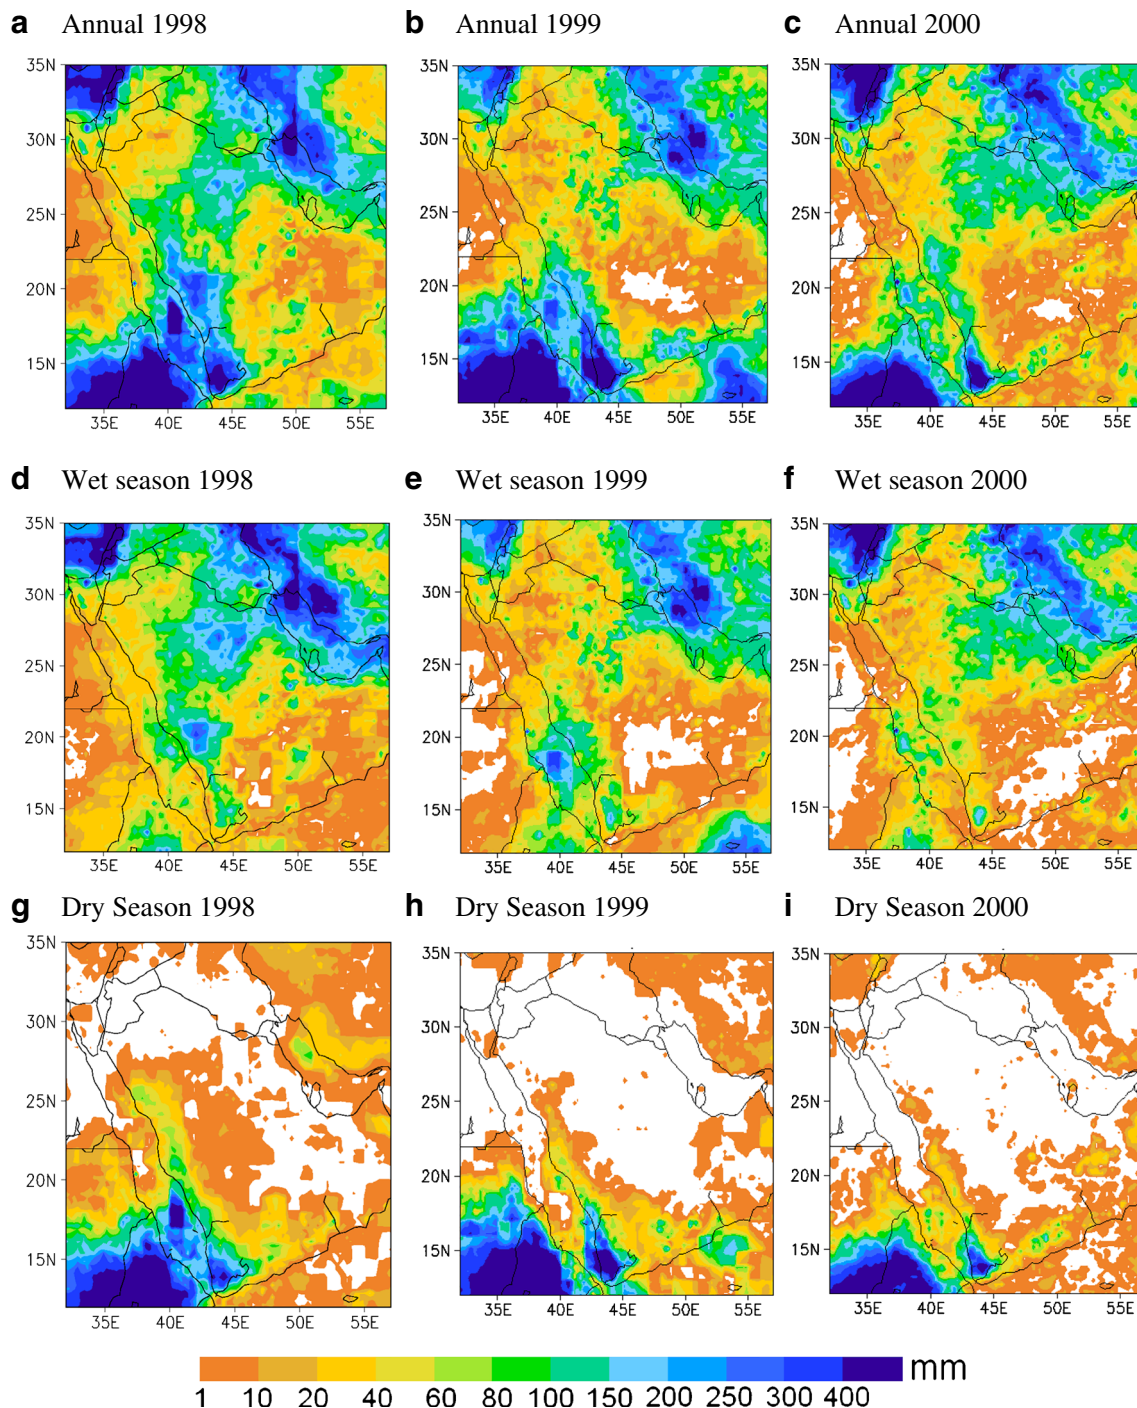 a Annual 1998
b Annual 1999
c Annual 2000
35N
30N
25N
20N
15N
35E 40E 45E 50E 55E
35N
30N
25N
20N
15N
35E 40E 45E 50E 55E
35N
30N
25N
20N
15N
35E 40E 45E 50E 55E
d Wet season 1998
e Wet season 1999
f Wet season 2000
35N
30N
25N
20N
15N
35E 40E 45E 50E 55E
35N
30N
25N
20N
15N
35E 40E 45E 50E 55E
35N
30N
25N
20N
15N
35E 40E 45E 50E 55E
g Dry Season 1998
h Dry Season 1999
i Dry Season 2000
35N
30N
25N
20N
15N
35E 40E 45E 50E 55E
35N
30N
25N
20N
15N
35E 40E 45E 50E 55E
35N
30N
25N
20N
15N
35E 40E 45E 50E 55E
mm
1 10 20 40 60 80 100 150 200 250 300 400